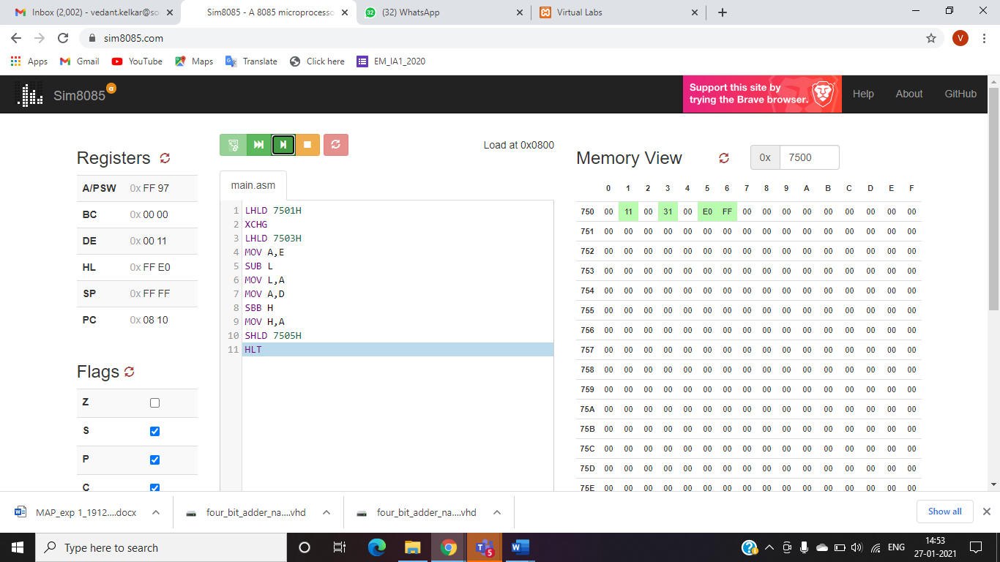 Inbox (2,002) - vedant.kelkar@so
Sim8085 - A 8085 microprocesso
(32) WhatsApp
Virtual Labs
sim8085.com
V
Apps Gmail YouTube Maps Translate Click here EM_IA1_2020
Sim8085 α
Support this site by
trying the Brave browser.
Help About GitHub
Registers
A/PSW 0x FF 97
BC 0x 00 00
DE 0x 00 11
HL 0x FF E0
SP 0x FF FF
PC 0x 08 10
Flags
Z
S
P
C
Load at 0x0800
main.asm
1 LHLD 7501H
2 XCHG
3 LHLD 7503H
4 MOV A,E
5 SUB L
6 MOV L,A
7 MOV A,D
8 SBB H
9 MOV H,A
10 SHLD 7505H
11 HLT
Memory View 0x 7500
0 1 2 3 4 5 6 7 8 9 A B C D E F
750 00 11 00 31 00 E0 FF 00 00 00 00 00 00 00 00 00
751 00 00 00 00 00 00 00 00 00 00 00 00 00 00 00 00
752 00 00 00 00 00 00 00 00 00 00 00 00 00 00 00 00
753 00 00 00 00 00 00 00 00 00 00 00 00 00 00 00 00
754 00 00 00 00 00 00 00 00 00 00 00 00 00 00 00 00
755 00 00 00 00 00 00 00 00 00 00 00 00 00 00 00 00
756 00 00 00 00 00 00 00 00 00 00 00 00 00 00 00 00
757 00 00 00 00 00 00 00 00 00 00 00 00 00 00 00 00
758 00 00 00 00 00 00 00 00 00 00 00 00 00 00 00 00
759 00 00 00 00 00 00 00 00 00 00 00 00 00 00 00 00
75A 00 00 00 00 00 00 00 00 00 00 00 00 00 00 00 00
75B 00 00 00 00 00 00 00 00 00 00 00 00 00 00 00 00
75C 00 00 00 00 00 00 00 00 00 00 00 00 00 00 00 00
75D 00 00 00 00 00 00 00 00 00 00 00 00 00 00 00 00
75E 00 00 00 00 00 00 00 00 00 00 00 00 00 00 00 00
MAP_exp 1_1912....docx
four_bit_adder_na....vhd
four_bit_adder_na....vhd
Show all
Type here to search
5
ENG
14:53
27-01-2021